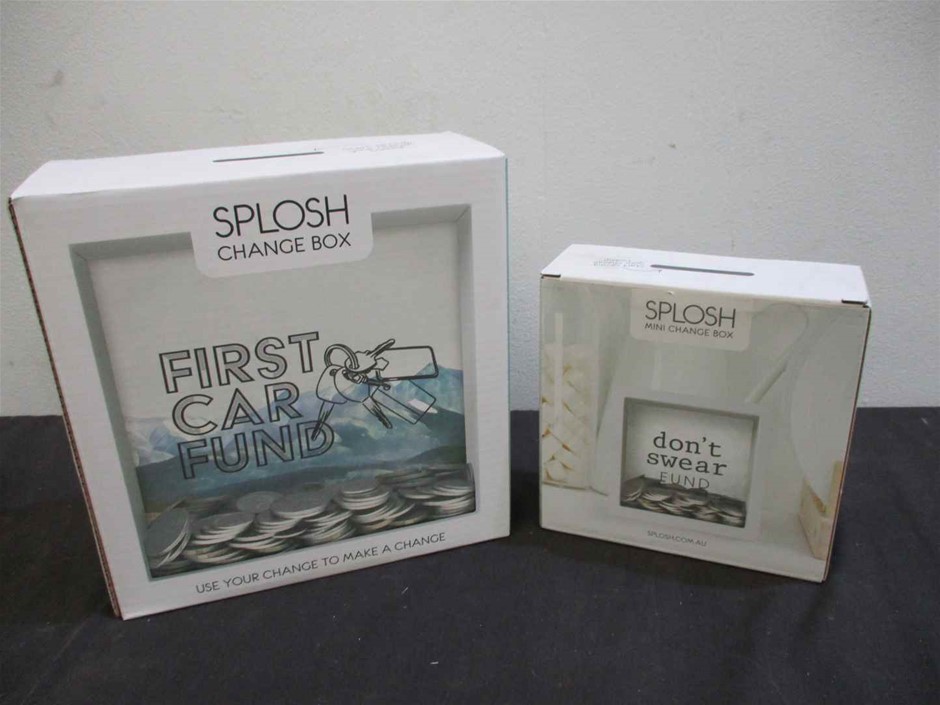 SPLOSH
CHANGE BOX
FIRST
CAR
FUND
USE YOUR CHANGE TO MAKE A CHANGE
SPLOSH
MINI CHANGE BOX
don't
swear
FUND
SPLOSH.COM.AU